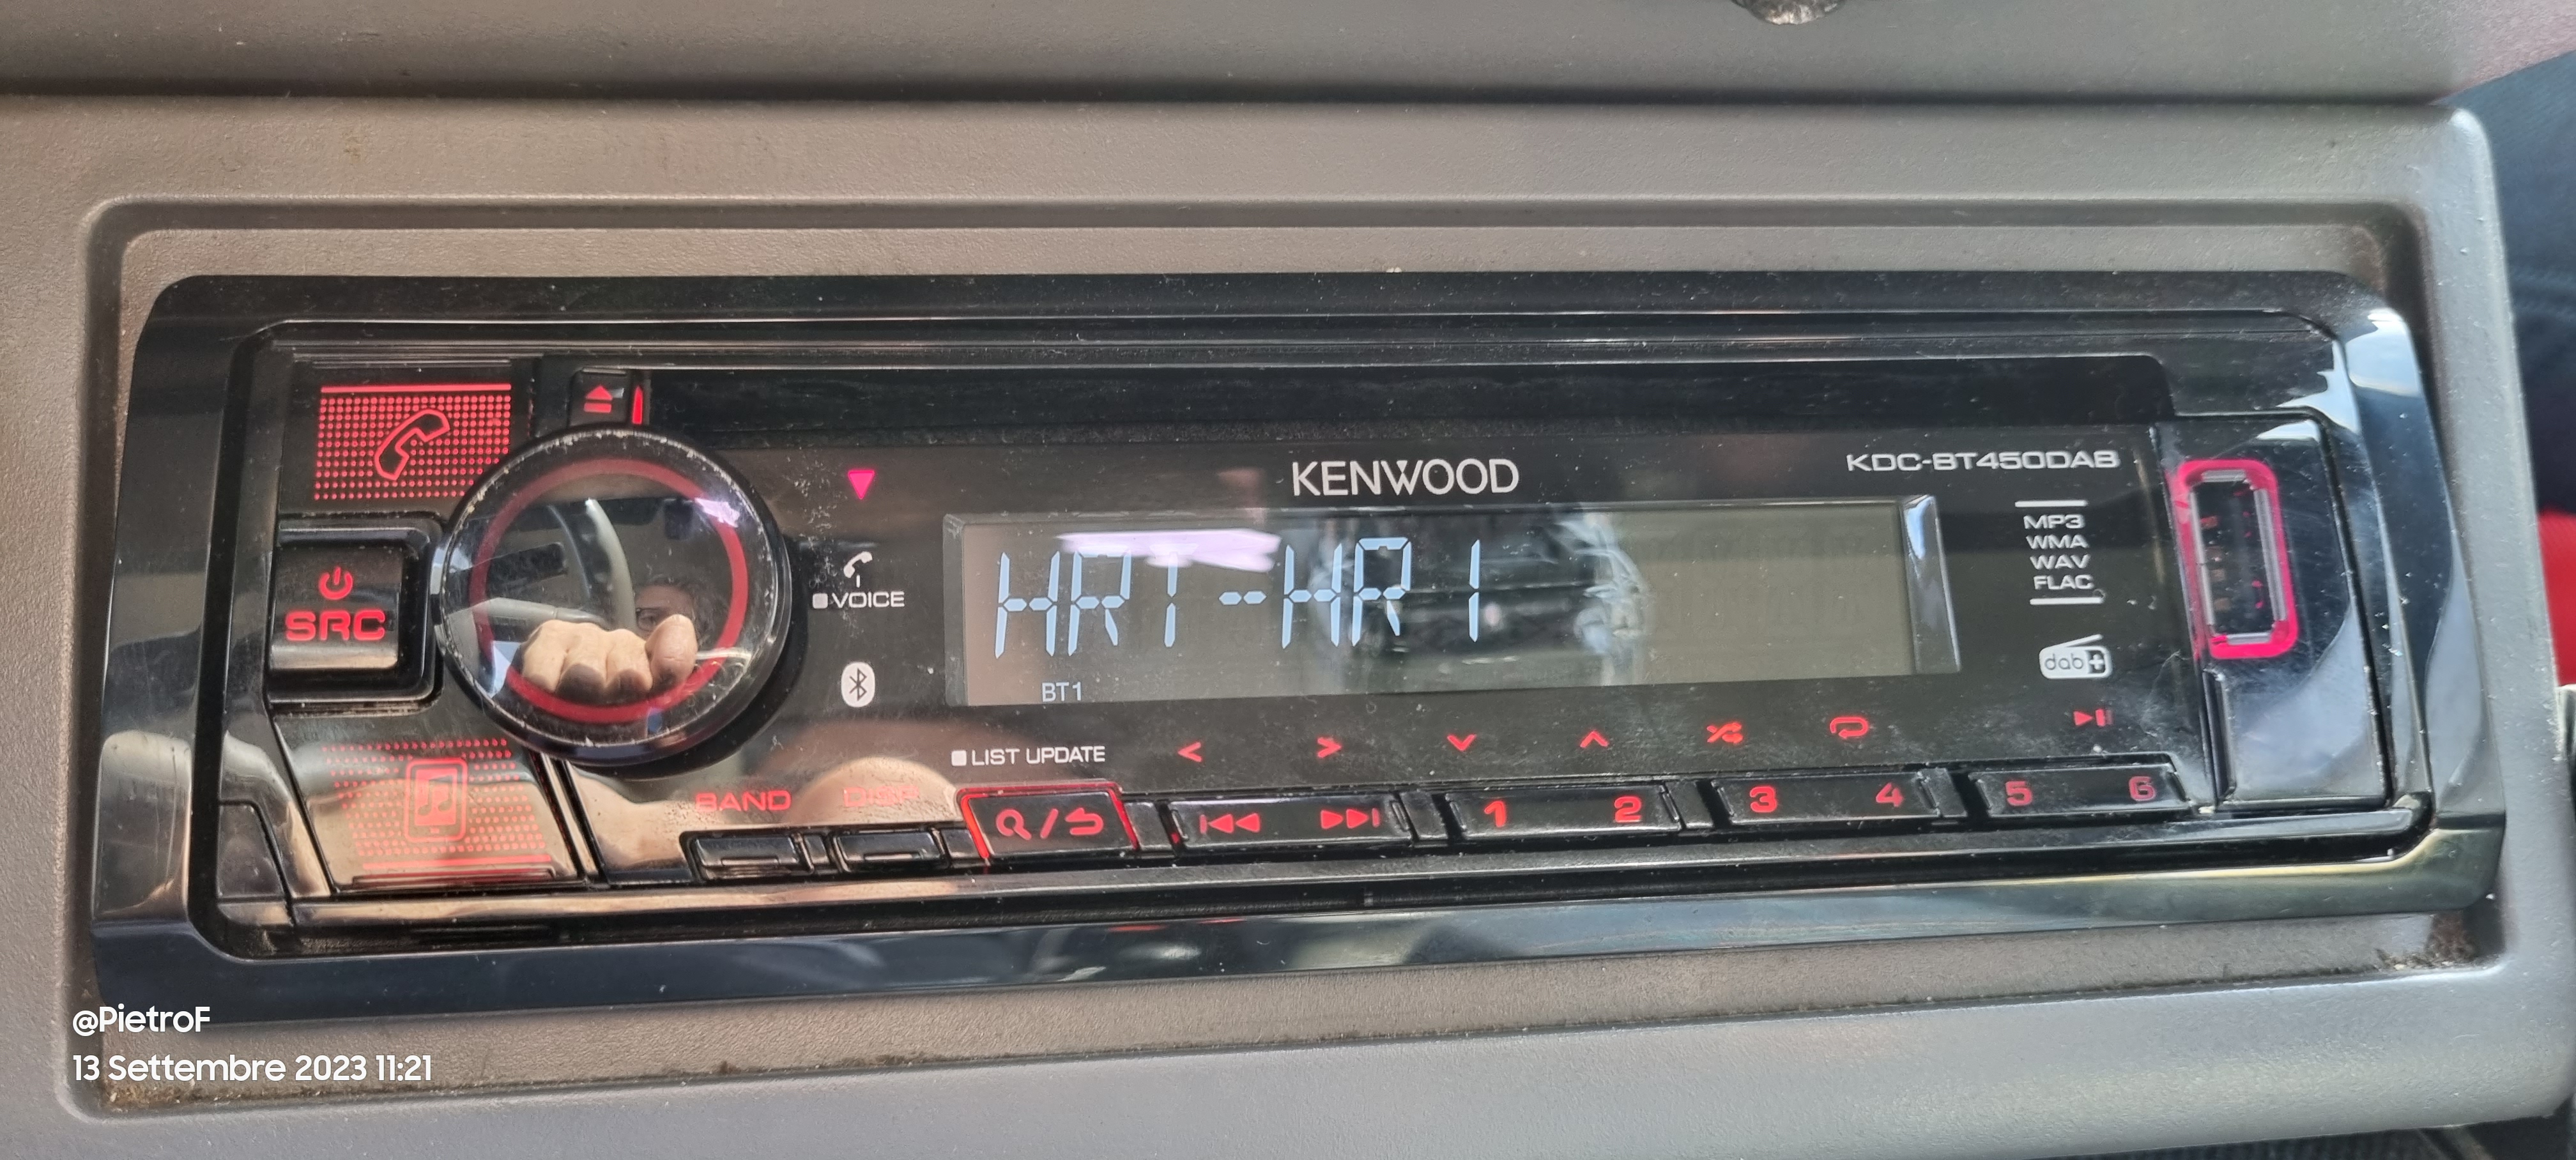 KENWOOD
KDC-BT450DAB
MP3
WMA
WAV
FLAC
dab+
SRC
VOICE
HRT--HR1
BT1
LIST UPDATE
BAND
DISP
1 2 3 4 5 6
@PietroF
13 Settembre 2023 11:21